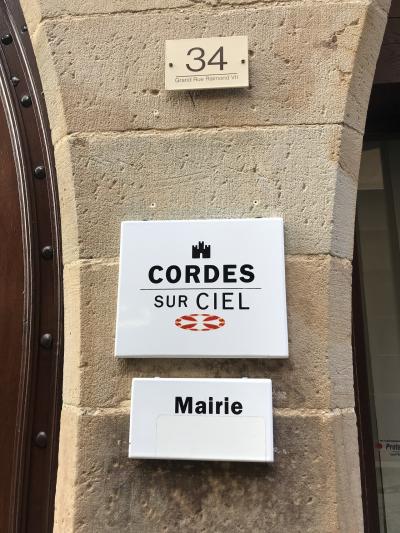 34
Grand Rue Raimond VII
CORDES
SUR CIEL
Mairie